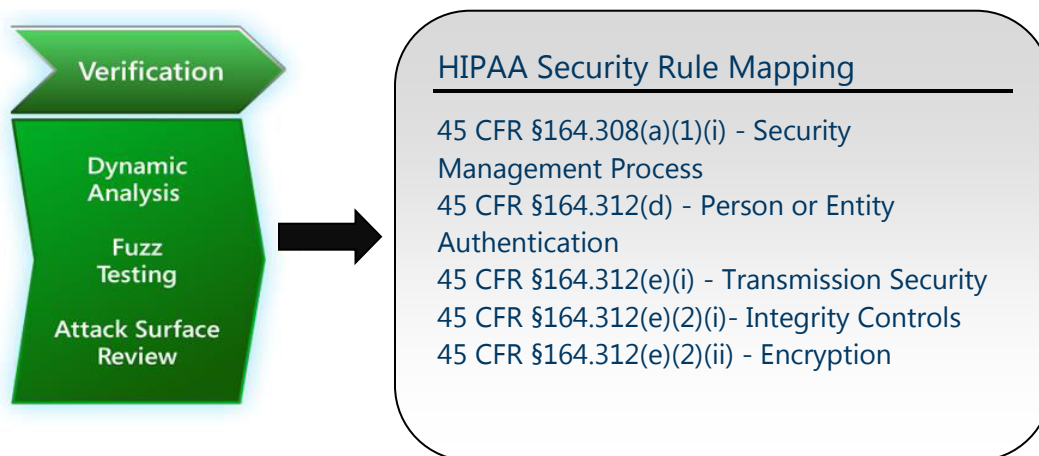 Verification
Dynamic
Analysis
Fuzz
Testing
Attack Surface
Review
HIPAA Security Rule Mapping
45 CFR §164.308(a)(1)(i) - Security
Management Process
45 CFR §164.312(d) - Person or Entity
Authentication
45 CFR §164.312(e)(i) - Transmission Security
45 CFR §164.312(e)(2)(i)- Integrity Controls
45 CFR §164.312(e)(2)(ii) - Encryption